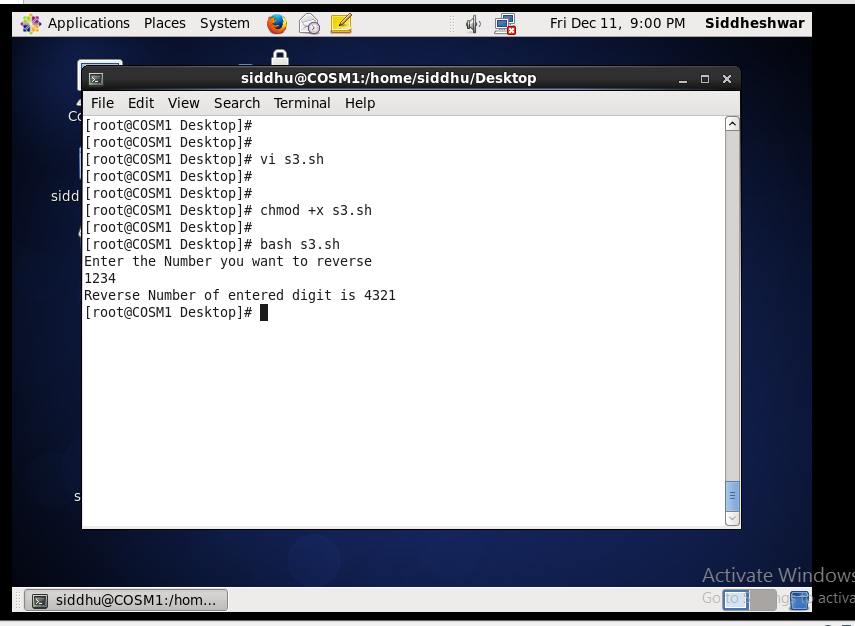 Applications Places System Fri Dec 11, 9:00 PM Siddheshwar
siddhu@COSM1:/home/siddhu/Desktop
File Edit View Search Terminal Help
[root@COSM1 Desktop]#
[root@COSM1 Desktop]#
[root@COSM1 Desktop]# vi s3.sh
[root@COSM1 Desktop]#
[root@COSM1 Desktop]#
[root@COSM1 Desktop]# chmod +x s3.sh
[root@COSM1 Desktop]#
[root@COSM1 Desktop]# bash s3.sh
Enter the Number you want to reverse
1234
Reverse Number of entered digit is 4321
[root@COSM1 Desktop]#
sidd
Activate Windows
siddhu@COSM1:/hom...